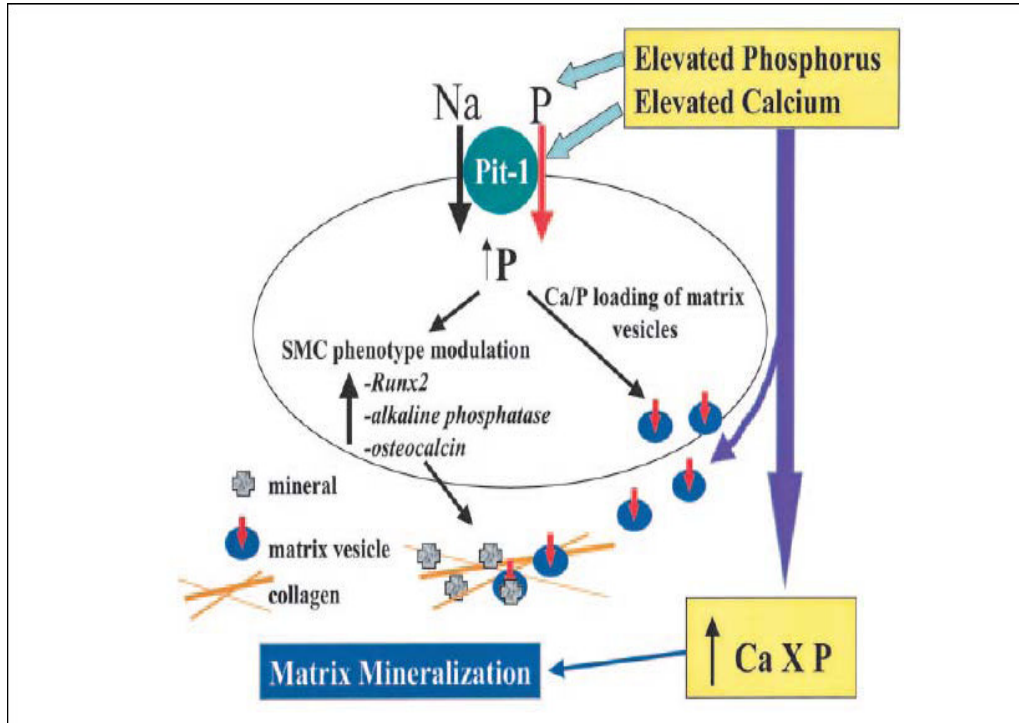 Elevated Phosphorus
Elevated Calcium
Na
P
Pit-1
↑P
Ca/P loading of matrix
vesicles
SMC phenotype modulation
-Runx2
-alkaline phosphatase
-osteocalcin
mineral
matrix vesicle
collagen
↑ Ca X P
Matrix Mineralization